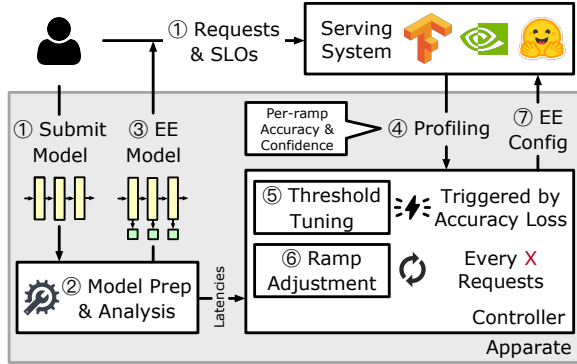 ① Requests
& SLOs
Serving
System
① Submit
Model
③ EE
Model
Per-ramp
Accuracy &
Confidence
④ Profiling
⑦ EE
Config
⑤ Threshold
Tuning
Triggered by
Accuracy Loss
⑥ Ramp
Adjustment
Every X
Requests
② Model Prep
& Analysis
Latencies
Controller
Apparate